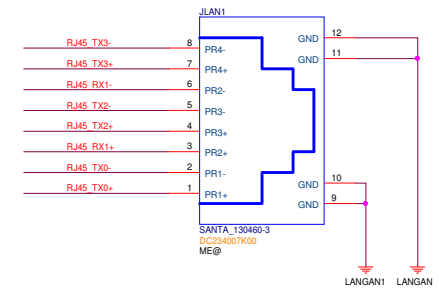 JLAN1
RJ45_TX3- 8 PR4- GND 12
RJ45_TX3+ 7 PR4+ GND 11
RJ45_RX1- 6 PR2-
RJ45_TX2- 5 PR3-
RJ45_TX2+ 4 PR3+
RJ45_RX1+ 3 PR2+
RJ45_TX0- 2 PR1- GND 10
RJ45_TX0+ 1 PR1+ GND 9
SANTA_130460-3
DC234007K00
ME@
LANGAN1 LANGAN